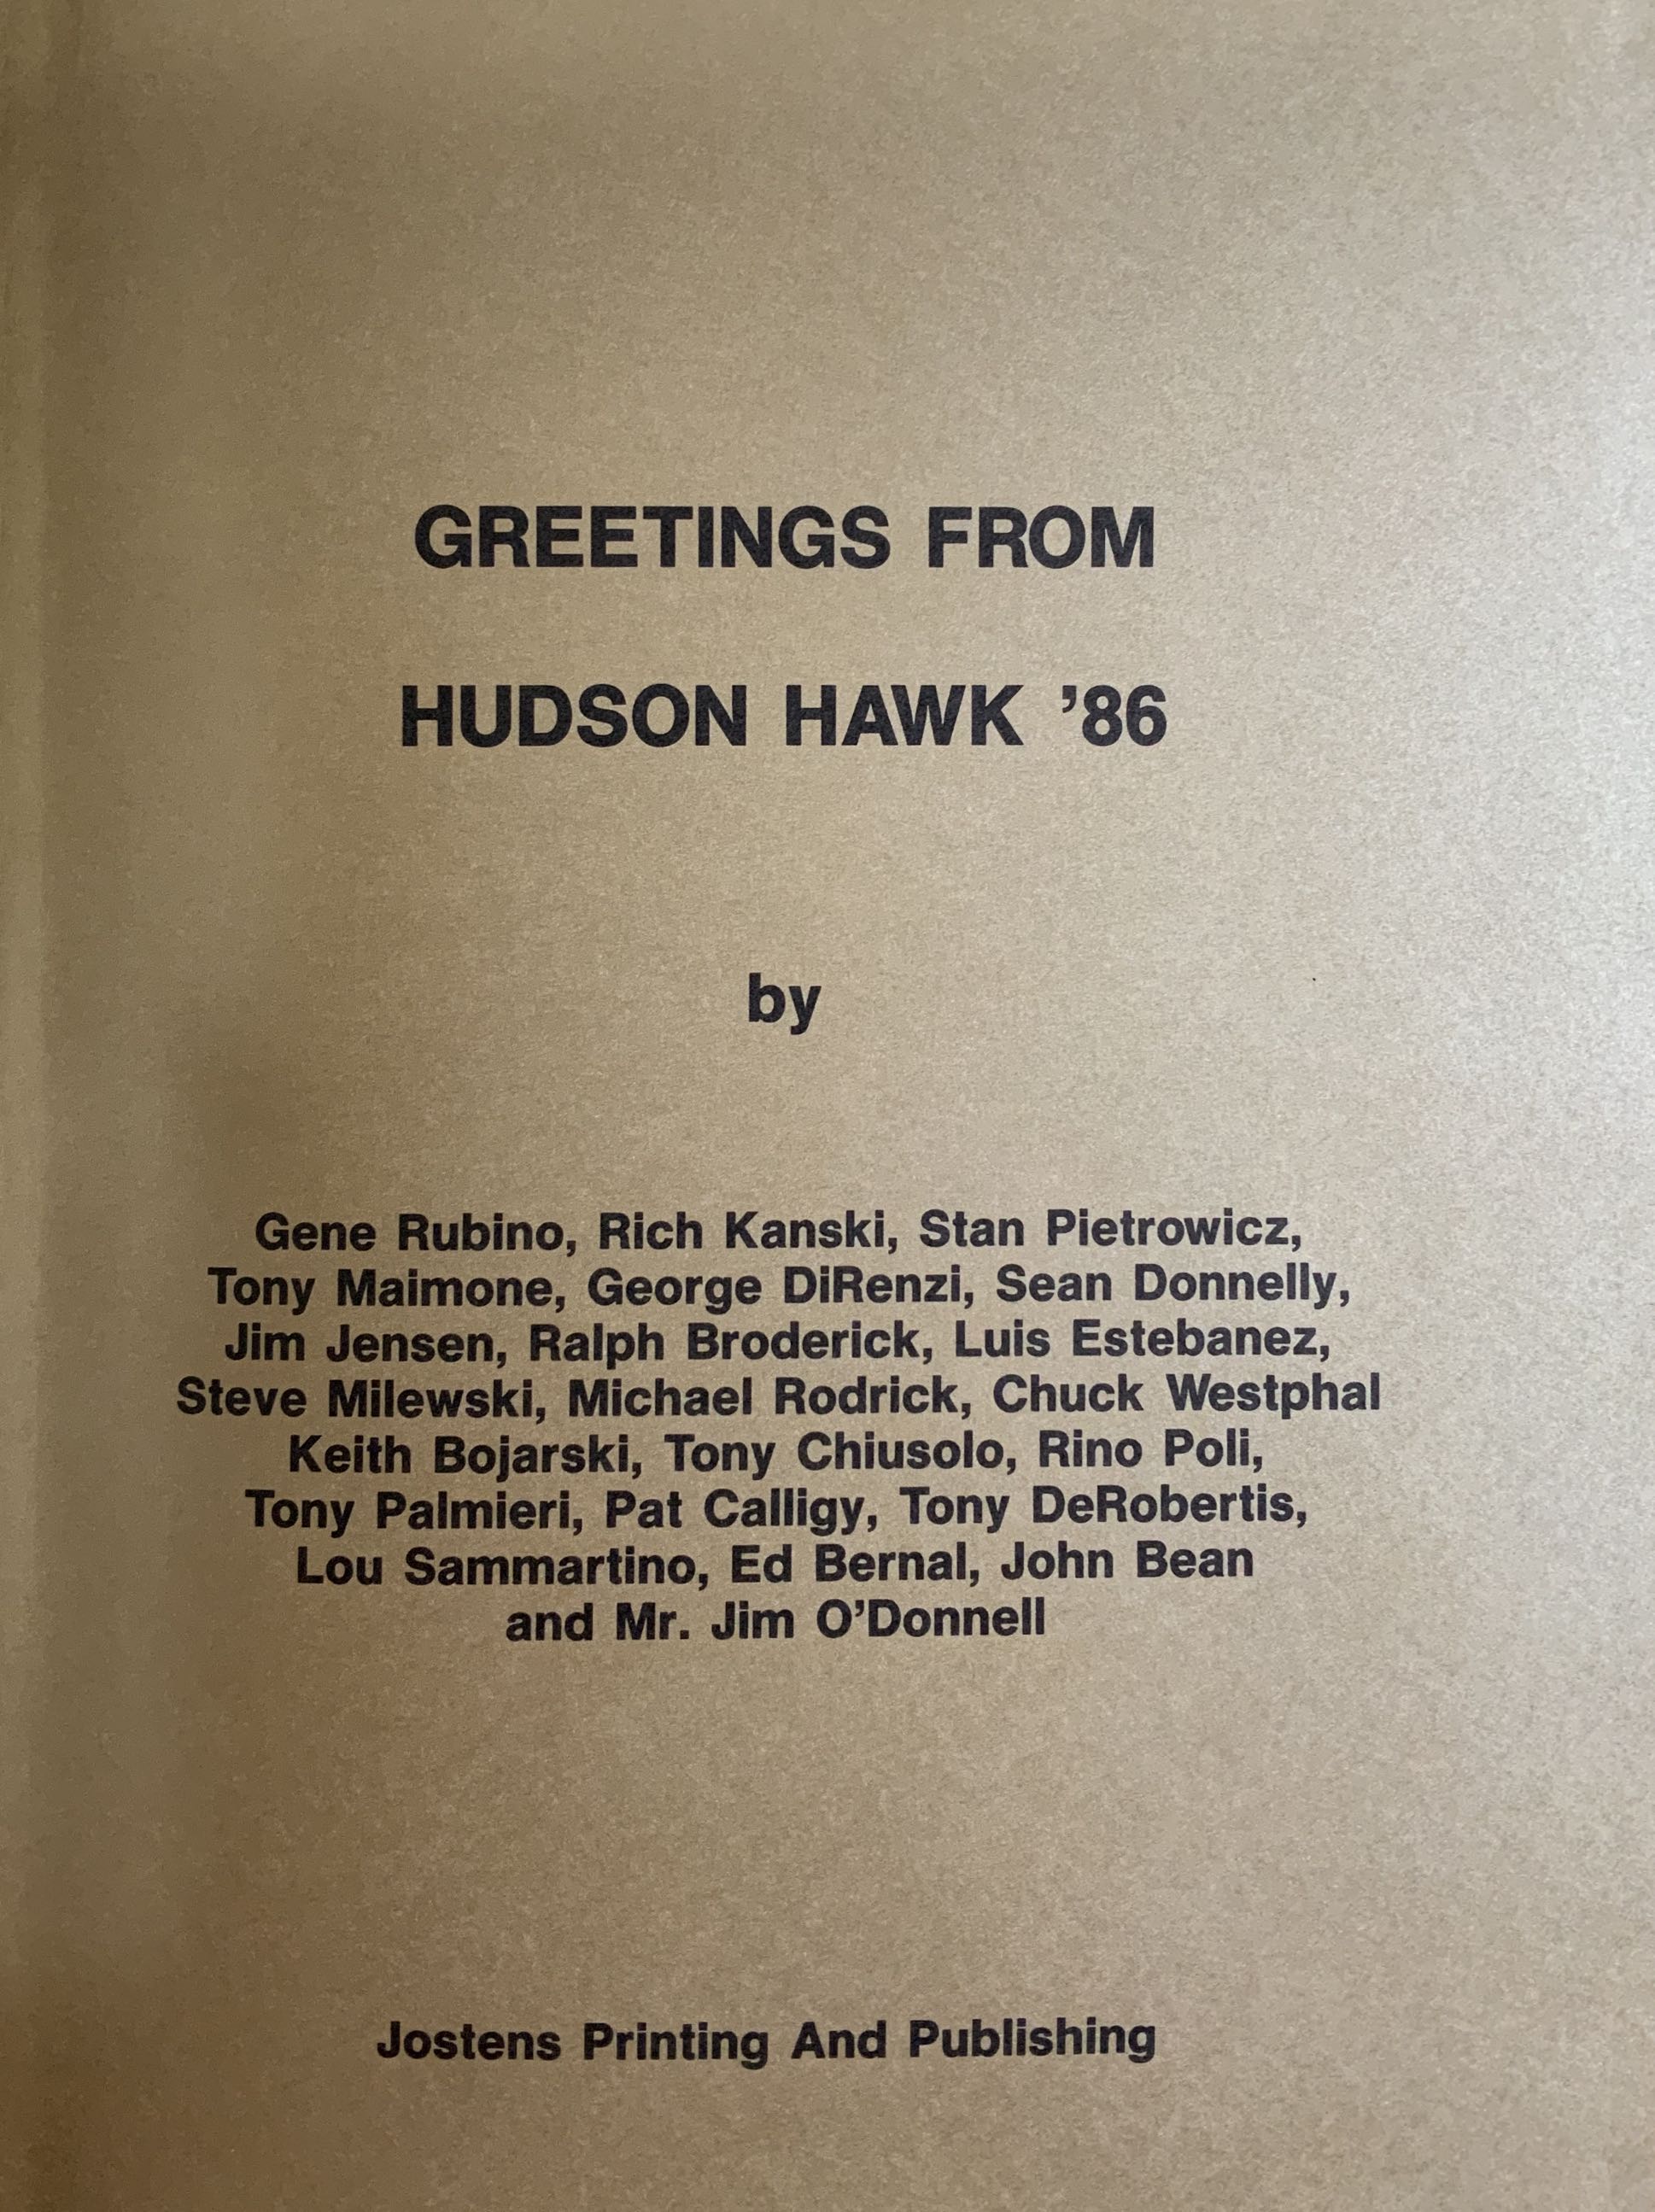 GREETINGS FROM
HUDSON HAWK ’86
by
Gene Rubino, Rich Kanski, Stan Pietrowicz,
Tony Maimone, George DiRenzi, Sean Donnelly,
Jim Jensen, Ralph Broderick, Luis Estebanez,
Steve Milewski, Michael Rodrick, Chuck Westphal
Keith Bojarski, Tony Chiusolo, Rino Poli,
Tony Palmieri, Pat Calligy, Tony DeRobertis,
Lou Sammartino, Ed Bernal, John Bean
and Mr. Jim O’Donnell
Jostens Printing And Publishing